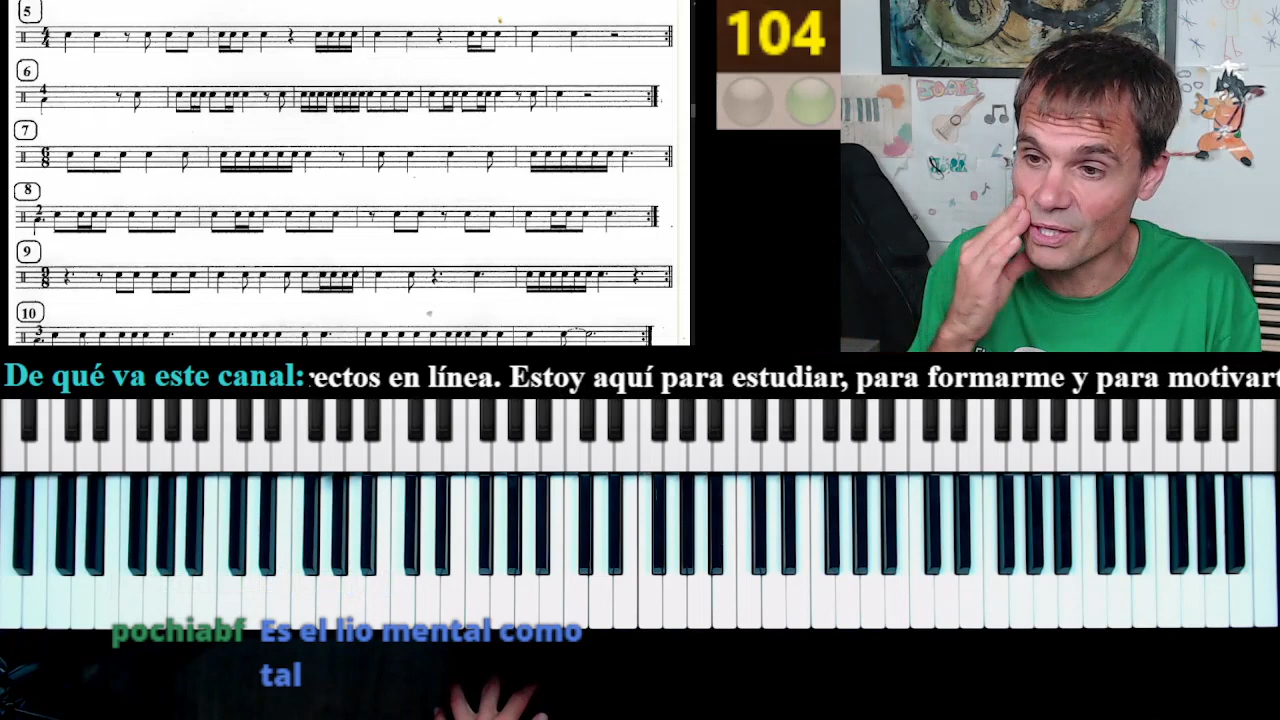 5
6
7
8
9
10
104
De qué va este canal: rectos en línea. Estoy aquí para estudiar, para formarme y para motivart
pochiabf Es el lio mental como
tal